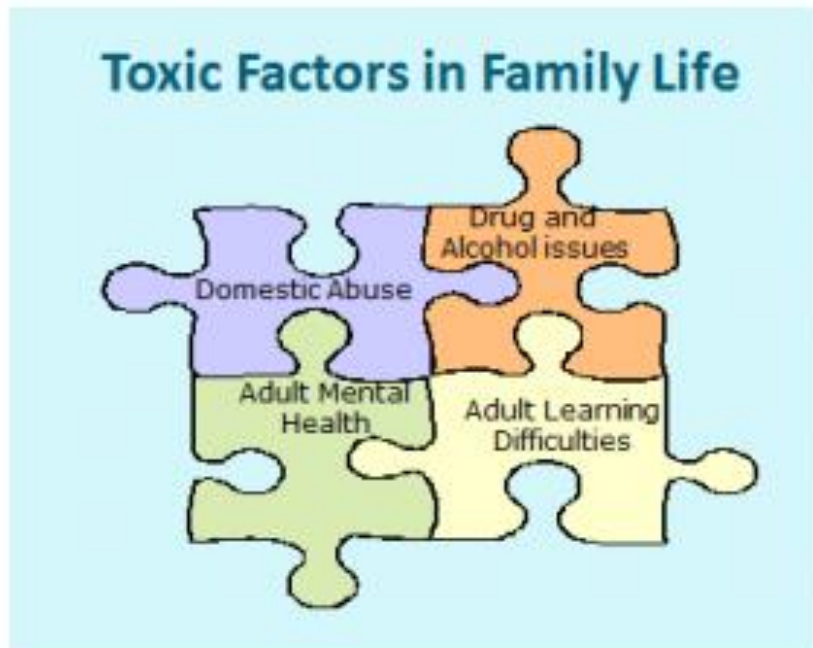 Toxic Factors in Family Life
Drug and
Alcohol issues
Domestic Abuse
Adult Mental
Health
Adult Learning
Difficulties